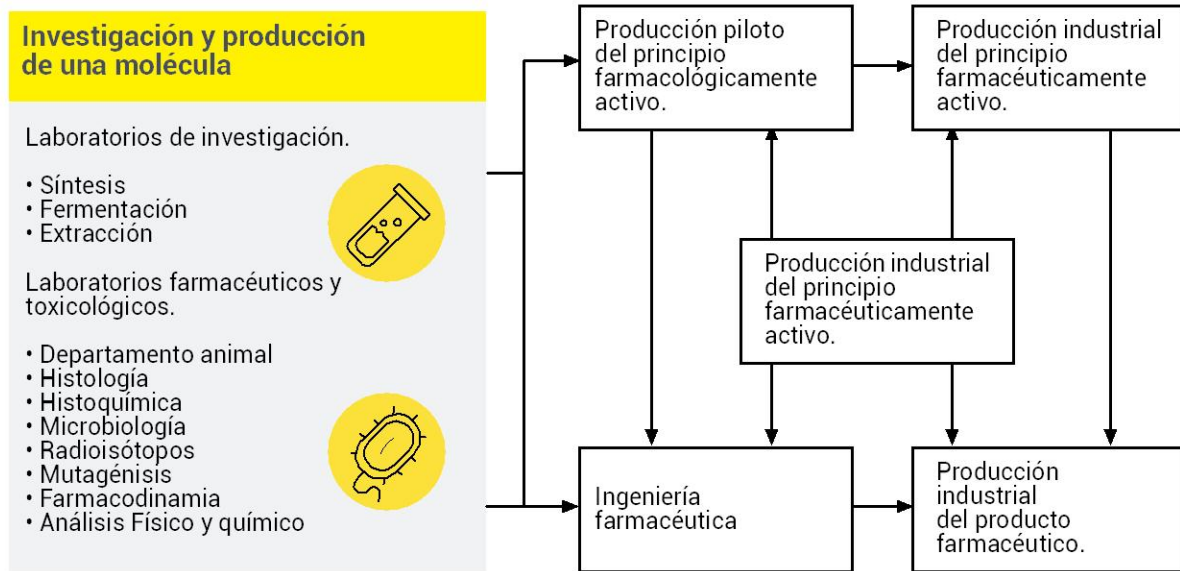 Investigación y producción
de una molécula
Laboratorios de investigación.
• Síntesis
• Fermentación
• Extracción
Laboratorios farmacéuticos y
toxicológicos.
• Departamento animal
• Histología
• Histoquímica
• Microbiología
• Radioisótopos
• Mutagénisis
• Farmacodinamia
• Análisis Físico y químico
Producción piloto
del principio
farmacológicamente
activo.
Producción industrial
del principio
farmacéuticamente
activo.
Producción industrial
del principio
farmacéuticamente
activo.
Ingeniería
farmacéutica
Producción
industrial
del producto
farmacéutico.